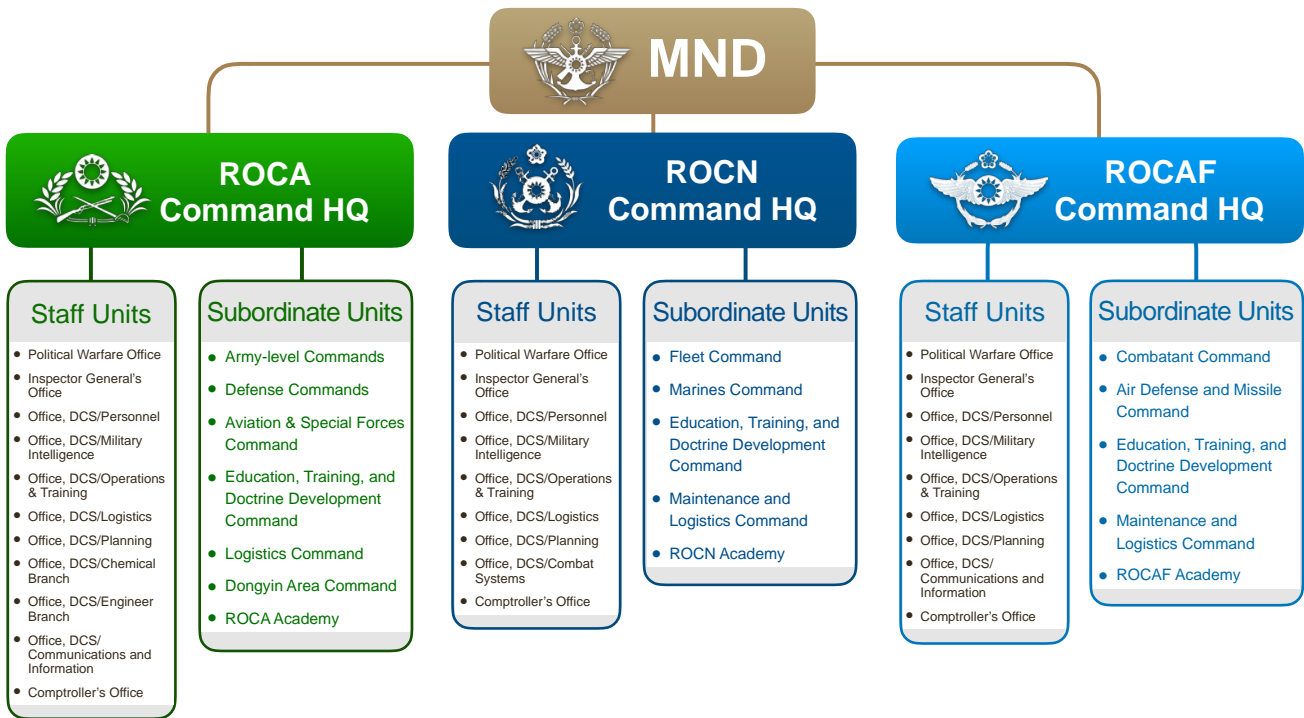 MND
ROCA
Command HQ
Staff Units
• Political Warfare Office
• Inspector General's
Office
• Office, DCS/Personnel
• Office, DCS/Military
Intelligence
• Office, DCS/Operations
& Training
• Office, DCS/Logistics
• Office, DCS/Planning
• Office, DCS/Chemical
Branch
• Office, DCS/Engineer
Branch
• Office, DCS/
Communications and
Information
• Comptroller's Office
Subordinate Units
• Army-level Commands
• Defense Commands
• Aviation & Special Forces
Command
• Education, Training, and
Doctrine Development
Command
• Logistics Command
• Dongyin Area Command
• ROCA Academy
ROCN
Command HQ
Staff Units
• Political Warfare Office
• Inspector General's
Office
• Office, DCS/Personnel
• Office, DCS/Military
Intelligence
• Office, DCS/Operations
& Training
• Office, DCS/Logistics
• Office, DCS/Planning
• Office, DCS/Combat
Systems
• Comptroller's Office
Subordinate Units
• Fleet Command
• Marines Command
• Education, Training, and
Doctrine Development
Command
• Maintenance and
Logistics Command
• ROCN Academy
ROCAF
Command HQ
Staff Units
• Political Warfare Office
• Inspector General's
Office
• Office, DCS/Personnel
• Office, DCS/Military
Intelligence
• Office, DCS/Operations
& Training
• Office, DCS/Logistics
• Office, DCS/Planning
• Office, DCS/
Communications and
Information
• Comptroller's Office
Subordinate Units
• Combatant Command
• Air Defense and Missile
Command
• Education, Training, and
Doctrine Development
Command
• Maintenance and
Logistics Command
• ROCAF Academy